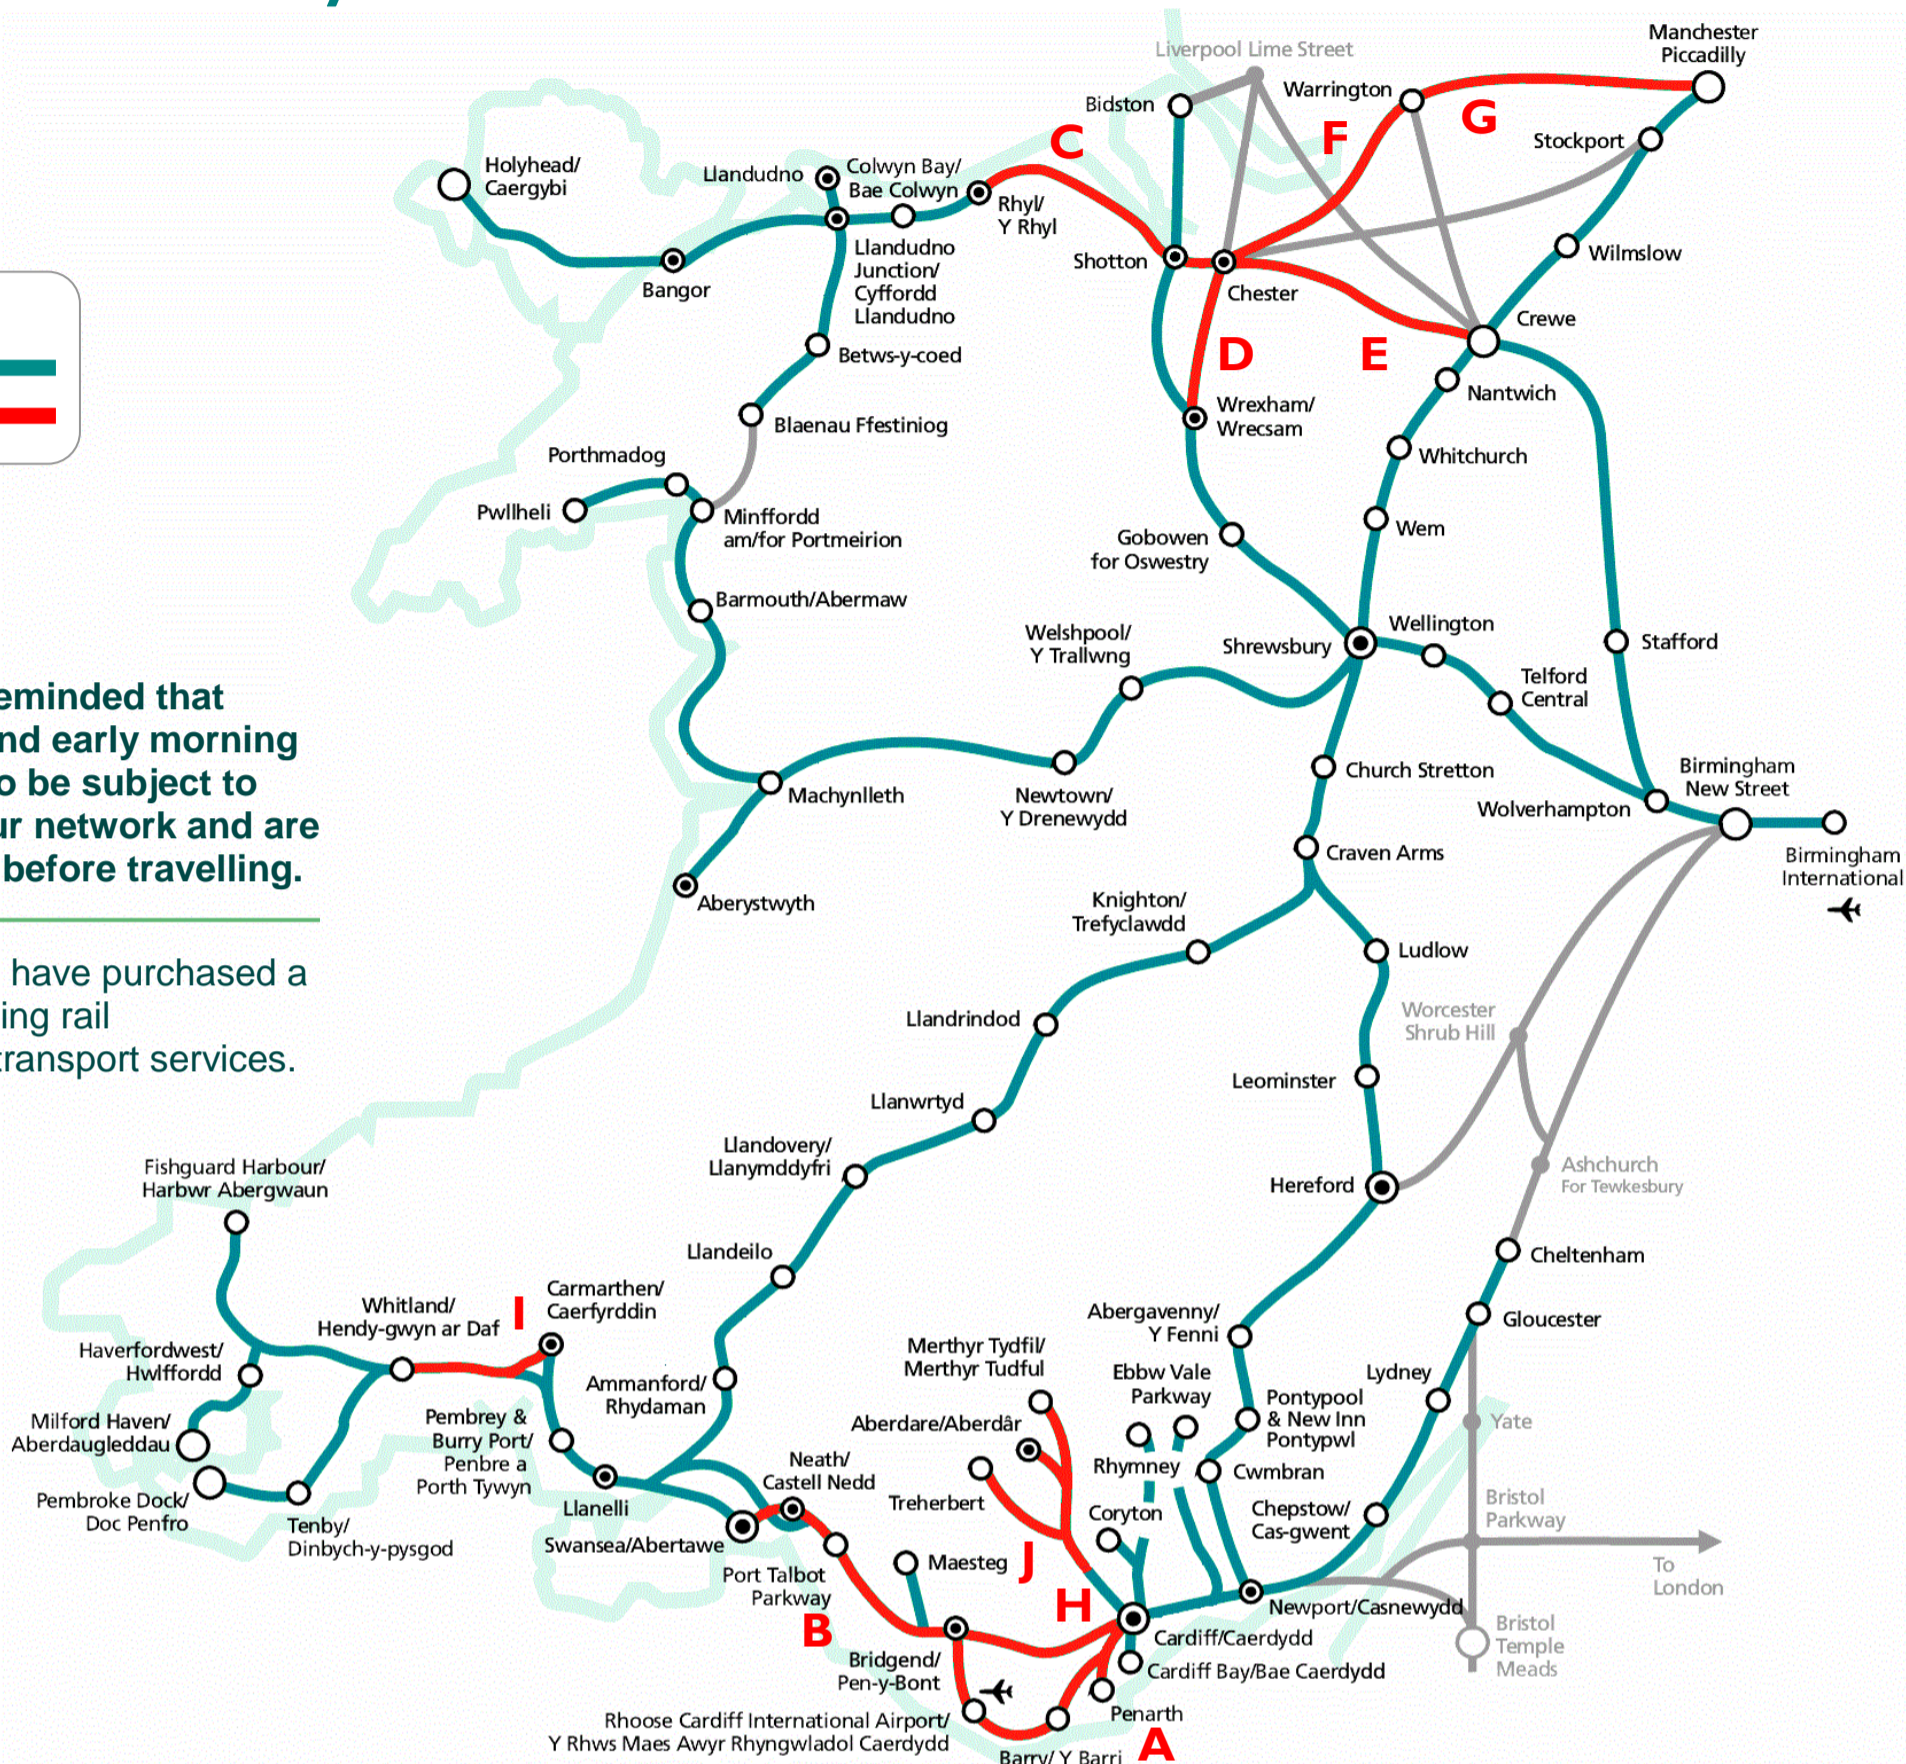 Liverpool Lime Street
Manchester
Piccadilly
Warrington
G
F
Bidston
C
Stockport
Holyhead/
Caergybi
Llandudno
Colwyn Bay/
Bae Colwyn
Rhyl/
Y Rhyl
Shotton
Chester
Wilmslow
Llandudno
Junction/
Cyffordd
Llandudno
Bangor
Crewe
D
E
Betws-y-coed
Nantwich
Wrexham/
Wrecsam
Blaenau Ffestiniog
Whitchurch
Porthmadog
Pwllheli
Minffordd
am/for Portmeirion
Wem
Gobowen
for Oswestry
Barmouth/Abermaw
Welshpool/
Y Trallwng
Shrewsbury
Wellington
Stafford
Telford
Central
eminded that
nd early morning
o be subject to
ur network and are
before travelling.
Machynlleth
Newtown/
Y Drenewydd
Church Stretton
Wolverhampton
Birmingham
New Street
Birmingham
International
Craven Arms
Aberystwyth
Knighton/
Trefyclawdd
Ludlow
have purchased a
ing rail
transport services.
Llandrindod
Worcester
Shrub Hill
Leominster
Llanwrtyd
Llandovery/
Llanymddyfri
Fishguard Harbour/
Harbwr Abergwaun
Hereford
Ashchurch
For Tewkesbury
Llandeilo
Cheltenham
Carmarthen/
Caerfyrddin
I
Whitland/
Hendy-gwyn ar Daf
Abergavenny/
Y Fenni
Gloucester
Haverfordwest/
Hwlffordd
Merthyr Tydfil/
Merthyr Tudful
Ebbw Vale
Parkway
Lydney
Ammanford/
Rhydaman
Milford Haven/
Aberdaugleddau
Pembrey &
Burry Port/
Penbre a
Porth Tywyn
Aberdare/Aberdâr
Pontypool
& New Inn
Pontypwl
Yate
Neath/
Castell Nedd
Rhymney
Cwmbran
Pembroke Dock/
Doc Penfro
Tenby/
Dinbych-y-pysgod
Llanelli
Treherbert
Coryton
Chepstow/
Cas-gwent
Bristol
Parkway
Swansea/Abertawe
Maesteg
J
To
London
Port Talbot
Parkway
B
H
Newport/Casnewydd
Cardiff/Caerdydd
Bristol
Temple
Meads
Bridgend/
Pen-y-Bont
Cardiff Bay/Bae Caerdydd
Penarth
Rhoose Cardiff International Airport/
Y Rhws Maes Awyr Rhyngwladol Caerdydd
Barry/ Y Barri
A